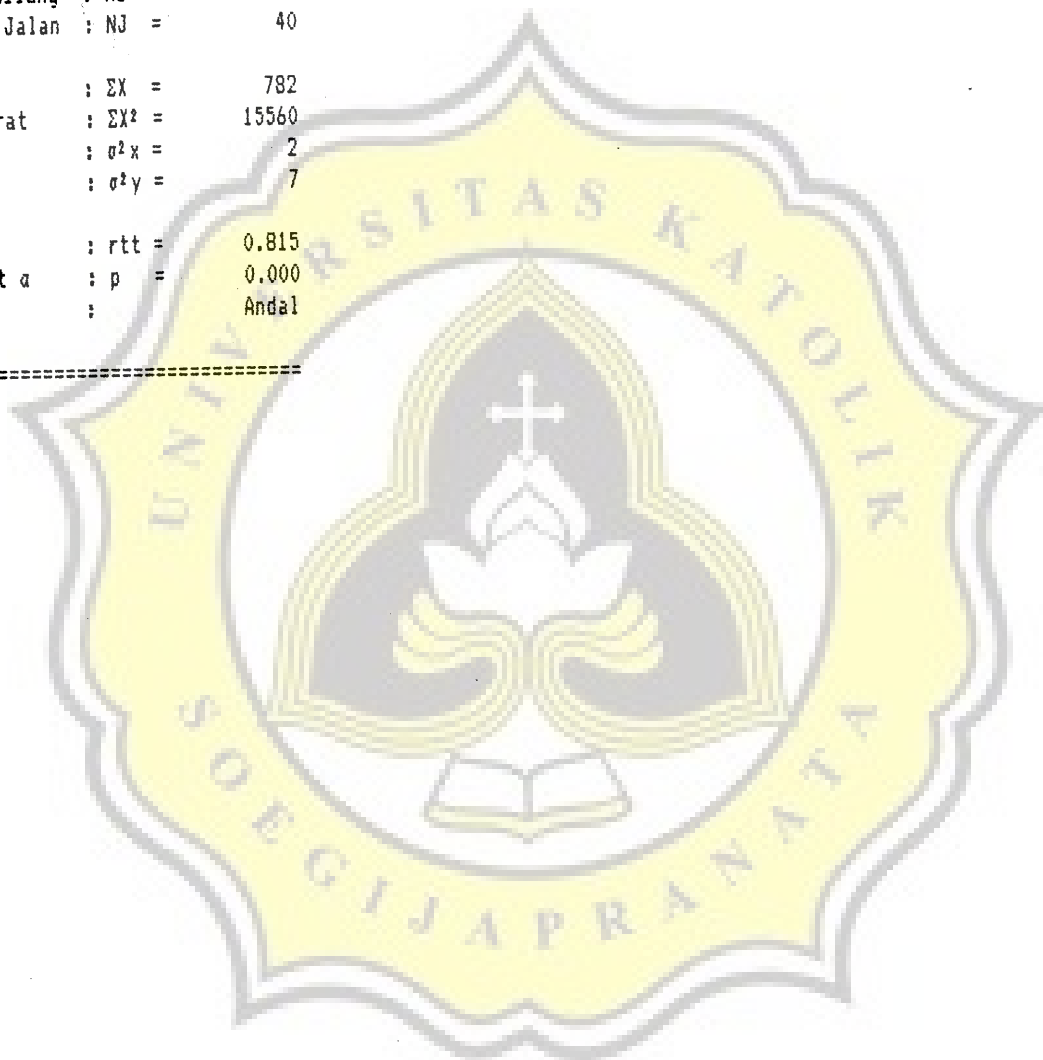 Jalan : NJ = 40
: ΣX = 782
rat : ΣX² = 15560
: σ²x = 2
: σ²y = 7
: rtt = 0.815
t α : p = 0.000
: Andal
==============================
UNIVERSITAS KATOLIK
SOEGIJAPRANATA